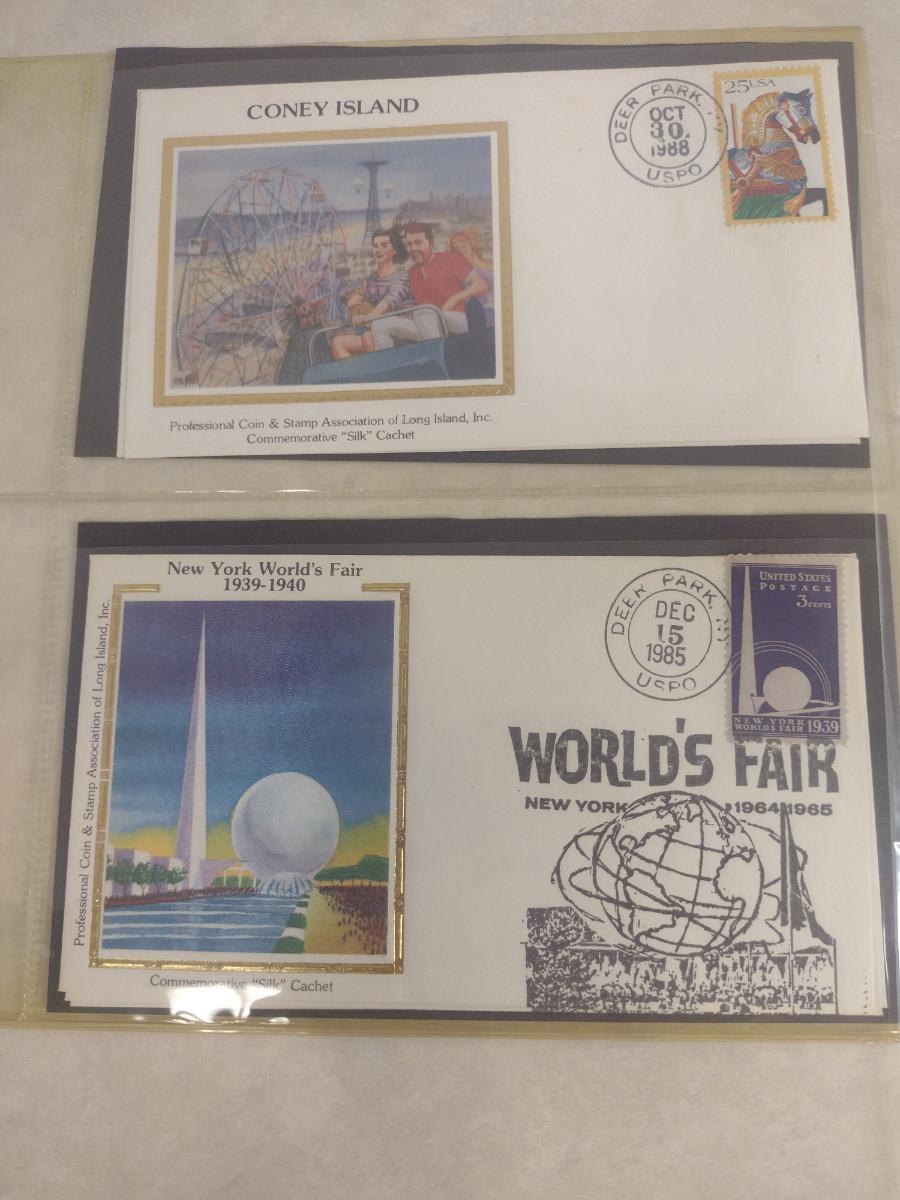 CONEY ISLAND
DEER PARK,
OCT
30.
1988
USPO
25USA
Professional Coin & Stamp Association of Long Island, Inc.
Commemorative "Silk" Cachet
New York World's Fair
1939-1940
Professional Coin & Stamp Association of Long Island, Inc.
Commemorative "Silk" Cachet
DEER PARK, NY
DEC
15
1985
USPO
UNITED STATES
POSTAGE
3 CENTS
NEW YORK
WORLD'S FAIR 1939
WORLD'S FAIR
NEW YORK 1964 1965